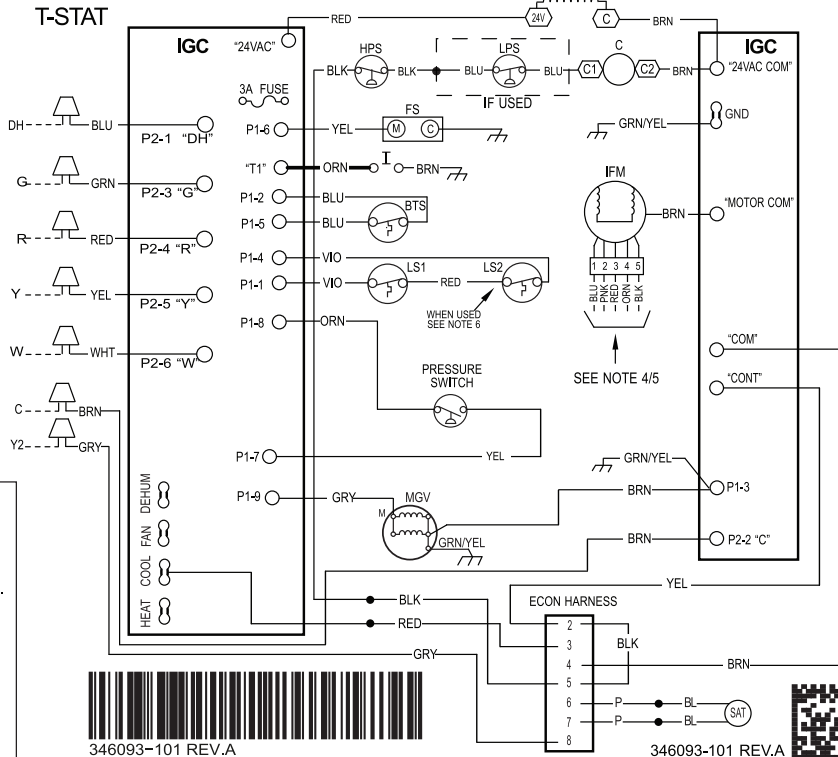 T-STAT
IGC
"24VAC"
RED
24V
C
BRN
HPS
LPS
C
IGC
BLK
BLK
BLU
BLU
C1
C2
BRN
"24VAC COM"
IF USED
3A FUSE
DH
BLU
P2-1 "DH"
P1-6
YEL
FS
M
C
GRN/YEL
GND
"T1"
ORN
I
BRN
G
GRN
P2-3 "G"
P1-2
BLU
BTS
IFM
BRN
"MOTOR COM"
P1-5
BLU
R
RED
P2-4 "R"
P1-4
VIO
LS1
LS2
1 2 3 4 5
P1-1
VIO
RED
BLU
PNK
RED
ORN
BLK
Y
YEL
P2-5 "Y"
WHEN USED
SEE NOTE 6
P1-8
ORN
W
WHT
P2-6 "W"
"COM"
PRESSURE
SWITCH
SEE NOTE 4/5
"CONT"
C
BRN
Y2
GRY
P1-7
YEL
GRN/YEL
P1-9
GRY
MGV
M
BRN
P1-3
GRN/YEL
BRN
P2-2 "C"
DEHUM
FAN
COOL
HEAT
YEL
BLK
ECON HARNESS
RED
2
3
BLK
GRY
4
BRN
5
6
P
BL
SAT
7
P
BL
8
346093-101 REV.A
346093-101 REV.A